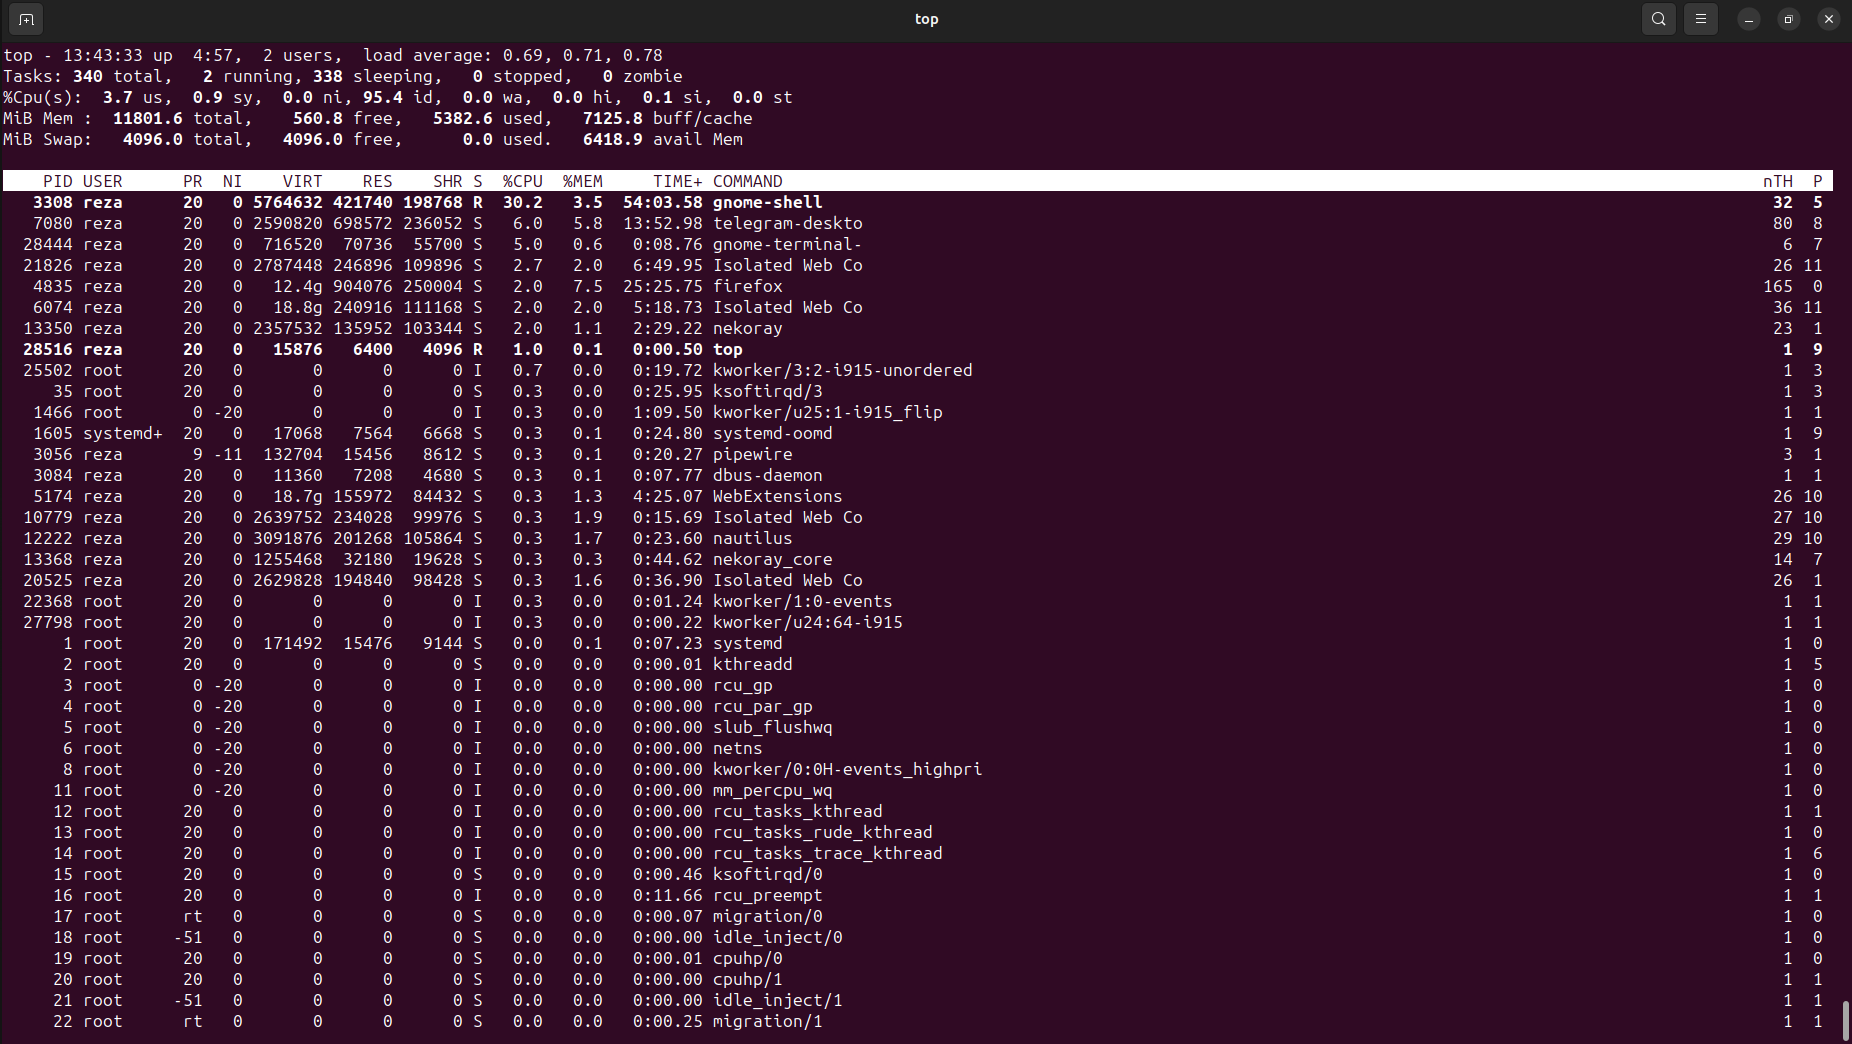 top
top - 13:43:33 up  4:57,  2 users,  load average: 0.69, 0.71, 0.78
Tasks: 340 total,   2 running, 338 sleeping,   0 stopped,   0 zombie
%Cpu(s):  3.7 us,  0.9 sy,  0.0 ni, 95.4 id,  0.0 wa,  0.0 hi,  0.1 si,  0.0 st
MiB Mem :  11801.6 total,    560.8 free,   5382.6 used,   7125.8 buff/cache
MiB Swap:   4096.0 total,   4096.0 free,      0.0 used.   6418.9 avail Mem
PID USER PR NI VIRT RES SHR S %CPU %MEM TIME+ COMMAND nTH P
3308 reza 20 0 5764632 421740 198768 R 30.2 3.5 54:03.58 gnome-shell 32 5
7080 reza 20 0 2590820 698572 236052 S 6.0 5.8 13:52.98 telegram-deskto 80 8
28444 reza 20 0 716520 70736 55700 S 5.0 0.6 0:08.76 gnome-terminal- 6 7
21826 reza 20 0 2787448 246896 109896 S 2.7 2.0 6:49.95 Isolated Web Co 26 11
4835 reza 20 0 12.4g 904076 250004 S 2.0 7.5 25:25.75 firefox 165 0
6074 reza 20 0 18.8g 240916 111168 S 2.0 2.0 5:18.73 Isolated Web Co 36 11
13350 reza 20 0 2357532 135952 103344 S 2.0 1.1 2:29.22 nekoray 23 1
28516 reza 20 0 15876 6400 4096 R 1.0 0.1 0:00.50 top 1 9
25502 root 20 0 0 0 0 I 0.7 0.0 0:19.72 kworker/3:2-i915-unordered 1 3
35 root 20 0 0 0 0 S 0.3 0.0 0:25.95 ksoftirqd/3 1 3
1466 root 0 -20 0 0 0 I 0.3 0.0 1:09.50 kworker/u25:1-i915_flip 1 1
1605 systemd+ 20 0 17068 7564 6668 S 0.3 0.1 0:24.80 systemd-oomd 1 9
3056 reza 9 -11 132704 15456 8612 S 0.3 0.1 0:20.27 pipewire 3 1
3084 reza 20 0 11360 7208 4680 S 0.3 0.1 0:07.77 dbus-daemon 1 1
5174 reza 20 0 18.7g 155972 84432 S 0.3 1.3 4:25.07 WebExtensions 26 10
10779 reza 20 0 2639752 234028 99976 S 0.3 1.9 0:15.69 Isolated Web Co 27 10
12222 reza 20 0 3091876 201268 105864 S 0.3 1.7 0:23.60 nautilus 29 10
13368 reza 20 0 1255468 32180 19628 S 0.3 0.3 0:44.62 nekoray_core 14 7
20525 reza 20 0 2629828 194840 98428 S 0.3 1.6 0:36.90 Isolated Web Co 26 1
22368 root 20 0 0 0 0 I 0.3 0.0 0:01.24 kworker/1:0-events 1 1
27798 root 20 0 0 0 0 I 0.3 0.0 0:00.22 kworker/u24:64-i915 1 1
1 root 20 0 171492 15476 9144 S 0.0 0.1 0:07.23 systemd 1 0
2 root 20 0 0 0 0 S 0.0 0.0 0:00.01 kthreadd 1 5
3 root 0 -20 0 0 0 I 0.0 0.0 0:00.00 rcu_gp 1 0
4 root 0 -20 0 0 0 I 0.0 0.0 0:00.00 rcu_par_gp 1 0
5 root 0 -20 0 0 0 I 0.0 0.0 0:00.00 slub_flushwq 1 0
6 root 0 -20 0 0 0 I 0.0 0.0 0:00.00 netns 1 0
8 root 0 -20 0 0 0 I 0.0 0.0 0:00.00 kworker/0:0H-events_highpri 1 0
11 root 0 -20 0 0 0 I 0.0 0.0 0:00.00 mm_percpu_wq 1 0
12 root 20 0 0 0 0 I 0.0 0.0 0:00.00 rcu_tasks_kthread 1 1
13 root 20 0 0 0 0 I 0.0 0.0 0:00.00 rcu_tasks_rude_kthread 1 0
14 root 20 0 0 0 0 I 0.0 0.0 0:00.00 rcu_tasks_trace_kthread 1 6
15 root 20 0 0 0 0 S 0.0 0.0 0:00.46 ksoftirqd/0 1 0
16 root 20 0 0 0 0 I 0.0 0.0 0:11.66 rcu_preempt 1 1
17 root rt 0 0 0 0 S 0.0 0.0 0:00.07 migration/0 1 0
18 root -51 0 0 0 0 S 0.0 0.0 0:00.00 idle_inject/0 1 0
19 root 20 0 0 0 0 S 0.0 0.0 0:00.01 cpuhp/0 1 0
20 root 20 0 0 0 0 S 0.0 0.0 0:00.00 cpuhp/1 1 1
21 root -51 0 0 0 0 S 0.0 0.0 0:00.00 idle_inject/1 1 1
22 root rt 0 0 0 0 S 0.0 0.0 0:00.25 migration/1 1 1